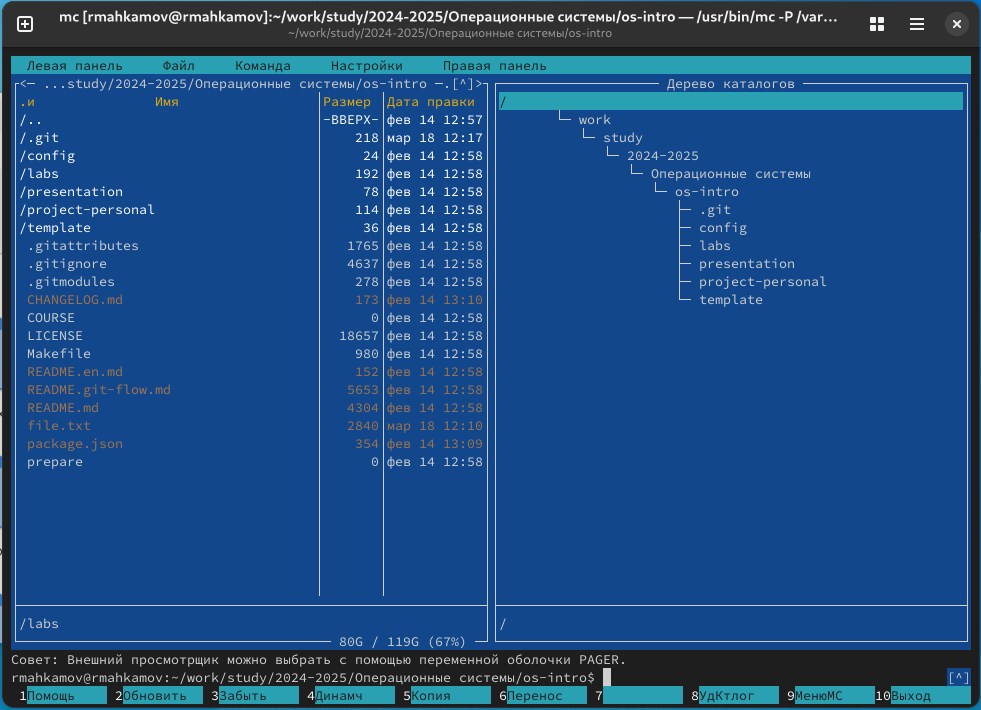 mc [rmahkamov@rmahkamov]:~/work/study/2024-2025/Операционные системы/os-intro — /usr/bin/mc -P /var…
~/work/study/2024-2025/Операционные системы/os-intro
Левая панель Файл Команда Настройки Правая панель
<— ...study/2024-2025/Операционные системы/os-intro —.[^]>
.и Имя Размер Дата правки
/.. -ВВЕРХ- фев 14 12:57
/.git 218 мар 18 12:17
/config 24 фев 14 12:58
/labs 192 фев 14 12:58
/presentation 78 фев 14 12:58
/project-personal 114 фев 14 12:58
/template 36 фев 14 12:58
.gitattributes 1765 фев 14 12:58
.gitignore 4637 фев 14 12:58
.gitmodules 278 фев 14 12:58
CHANGELOG.md 173 фев 14 13:10
COURSE 0 фев 14 12:58
LICENSE 18657 фев 14 12:58
Makefile 980 фев 14 12:58
README.en.md 152 фев 14 12:58
README.git-flow.md 5653 фев 14 12:58
README.md 4304 фев 14 12:58
file.txt 2840 мар 18 12:10
package.json 354 фев 14 13:09
prepare 0 фев 14 12:58
/labs
80G / 119G (67%)
Дерево каталогов
/
work
study
2024-2025
Операционные системы
os-intro
.git
config
labs
presentation
project-personal
template
/
Совет: Внешний просмотрщик можно выбрать с помощью переменной оболочки PAGER.
rmahkamov@rmahkamov:~/work/study/2024-2025/Операционные системы/os-intro$ [^]
1Помощь 2Обновить 3Забыть 4Динамч 5Копия 6Перенос 7 8УдКтлог 9МенюМС 10Выход